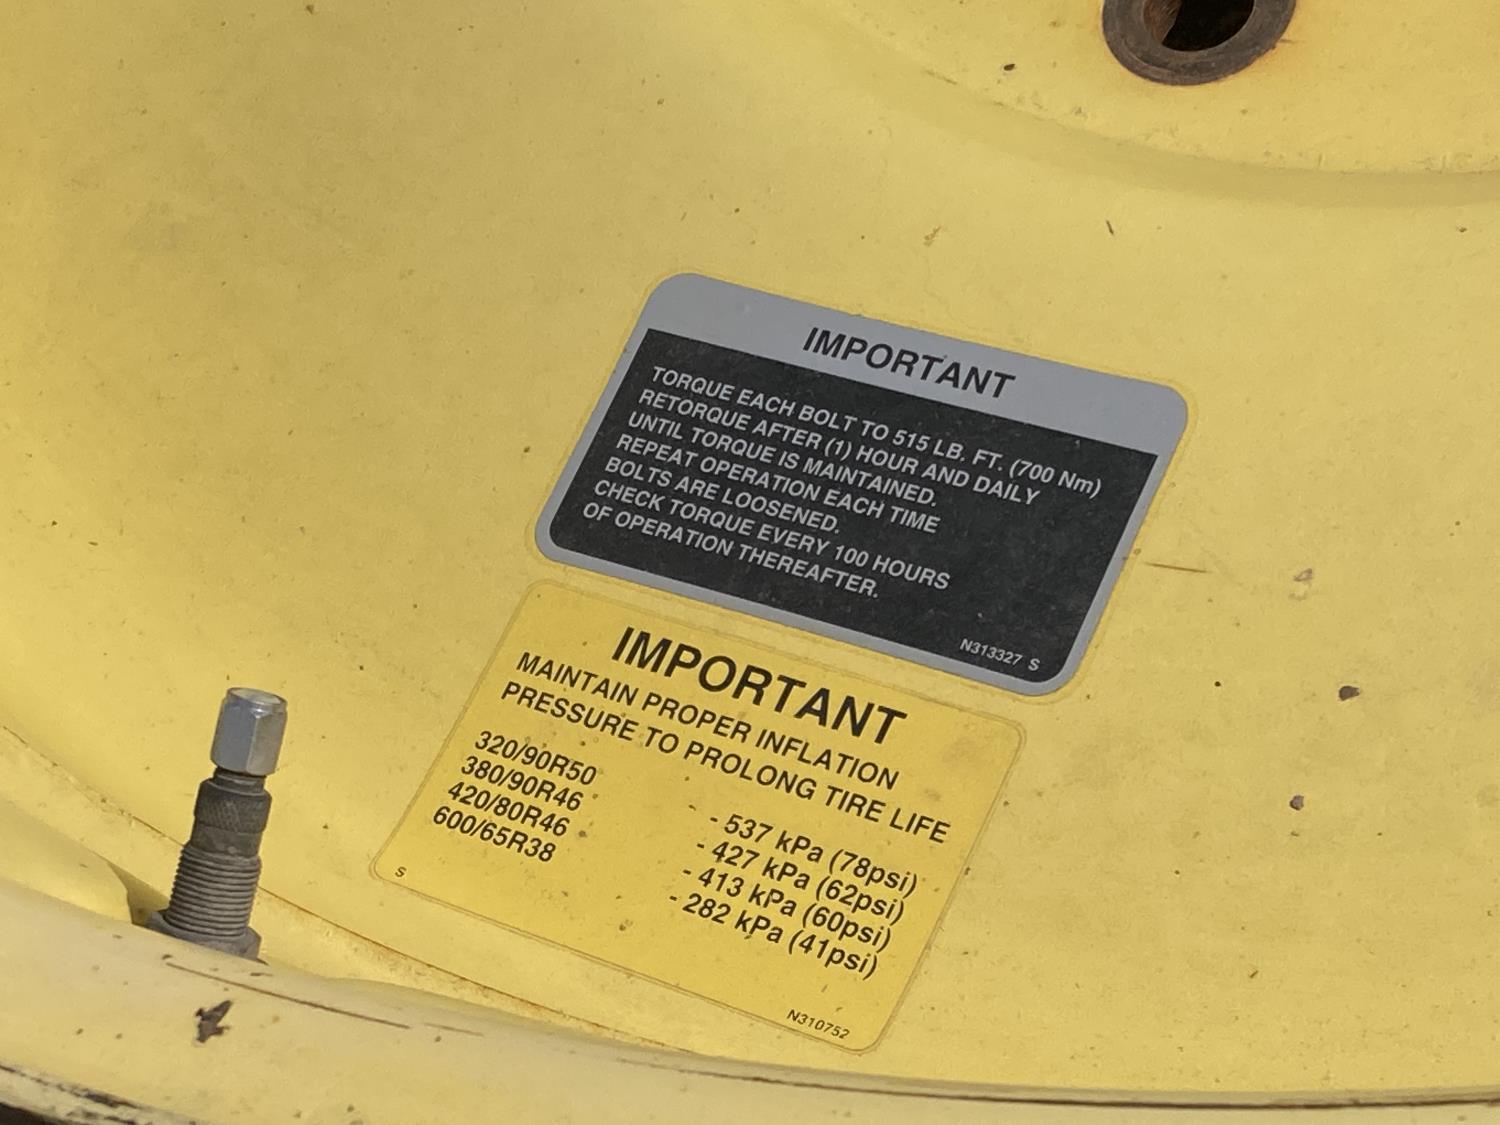 IMPORTANT
TORQUE EACH BOLT TO 515 LB. FT. (700 Nm)
RETORQUE AFTER (1) HOUR AND DAILY
UNTIL TORQUE IS MAINTAINED.
REPEAT OPERATION EACH TIME
BOLTS ARE LOOSENED.
CHECK TORQUE EVERY 100 HOURS
OF OPERATION THEREAFTER.
N313327 S
IMPORTANT
MAINTAIN PROPER INFLATION
PRESSURE TO PROLONG TIRE LIFE
320/90R50 - 537 kPa (78psi)
380/90R46 - 427 kPa (62psi)
420/80R46 - 413 kPa (60psi)
600/65R38 - 282 kPa (41psi)
S N310752